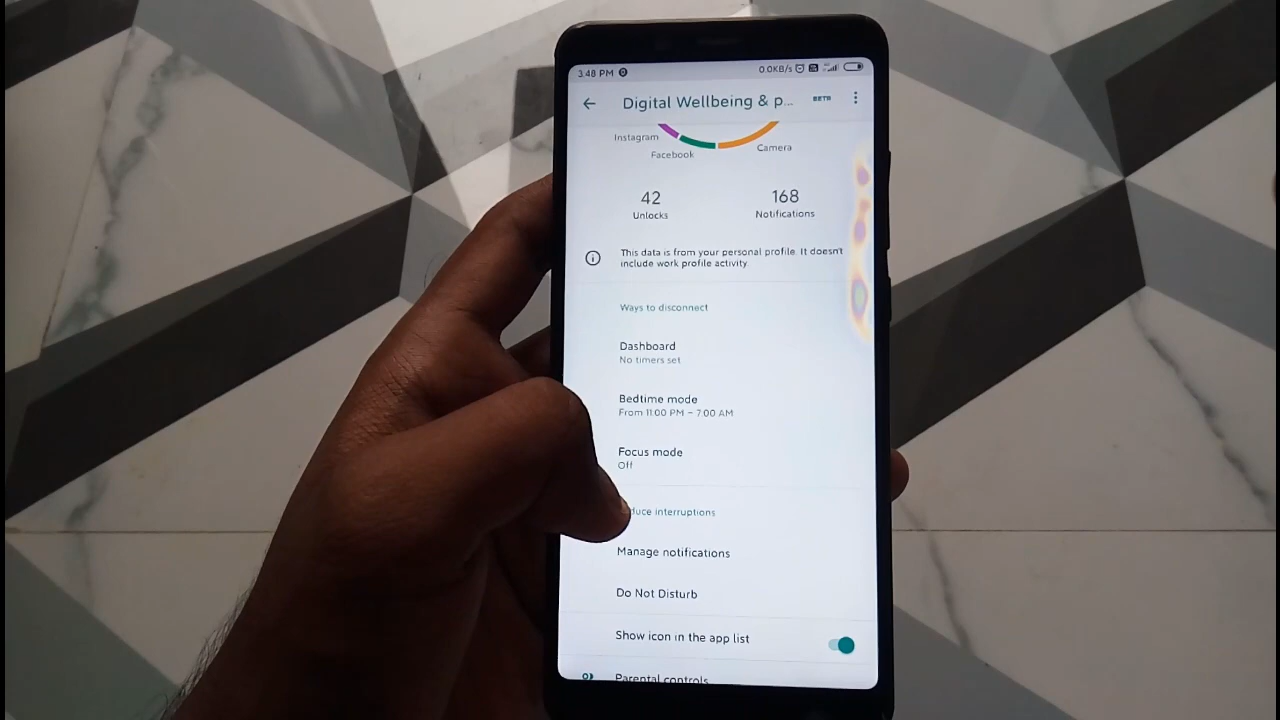 3:48 PM
0.0KB/s
Digital Wellbeing & p...
BETA
Instagram
Facebook
Camera
42
168
Unlocks
Notifications
This data is from your personal profile. It doesn't
include work profile activity.
Ways to disconnect
Dashboard
No timers set
Bedtime mode
From 11:00 PM – 7:00 AM
Focus mode
Off
duce interruptions
Manage notifications
Do Not Disturb
Show icon in the app list
Parental controls